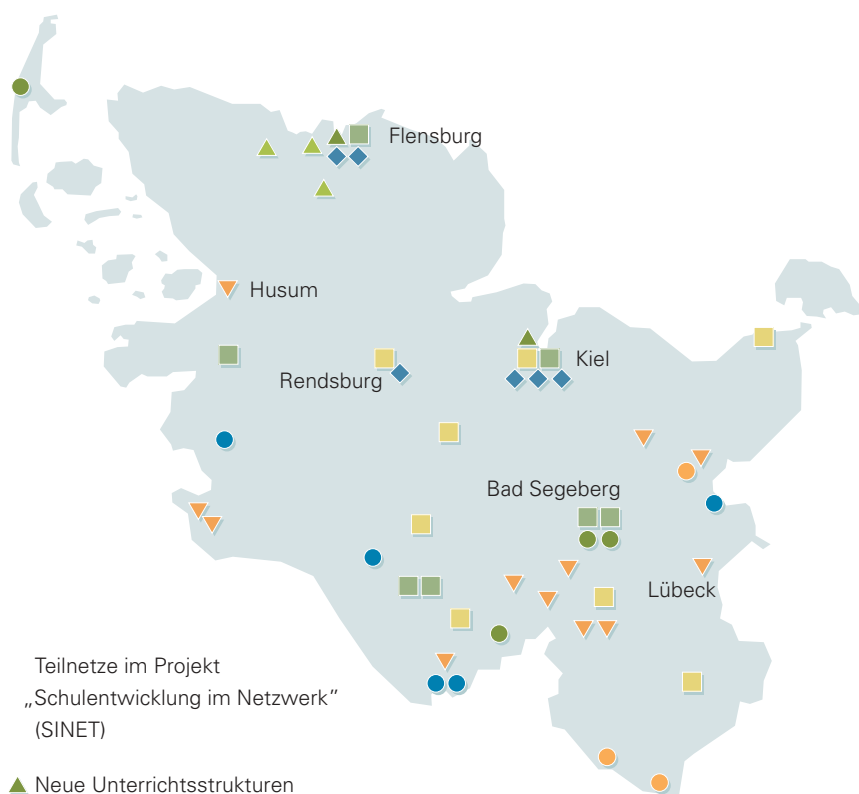 Flensburg
Husum
Rendsburg
Kiel
Bad Segeberg
Lübeck
Teilnetze im Projekt
„Schulentwicklung im Netzwerk”
(SINET)
Neue Unterrichtsstrukturen